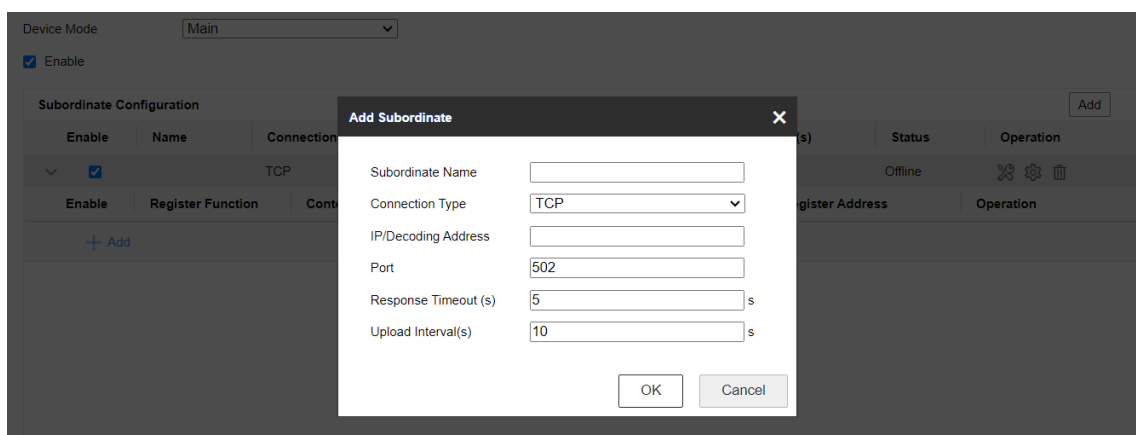 Device Mode Main
Enable
Subordinate Configuration Add
Enable Name Connection (s) Status Operation
TCP Offline
Enable Register Function Register Address Operation
Add
Add Subordinate
Subordinate Name
Connection Type TCP
IP/Decoding Address
Port 502
Response Timeout (s) 5 s
Upload Interval(s) 10 s
OK Cancel